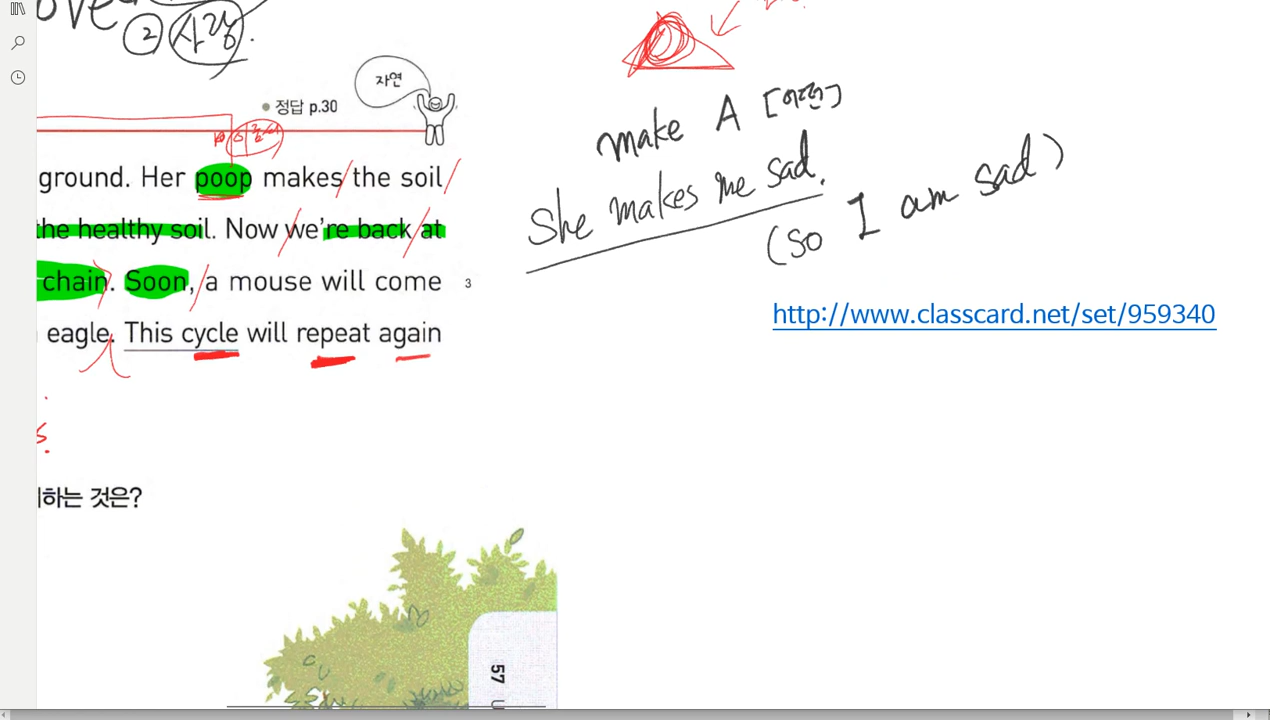 ove
② 사랑.
자연
정답 p.30
ground. Her poop makes the soil
the healthy soil. Now we're back at
chain. Soon, a mouse will come
3
eagle. This cycle will repeat again
s.
하는 것은?
57
make A [어떤]
She makes me sad.
(so I am sad)
http://www.classcard.net/set/959340